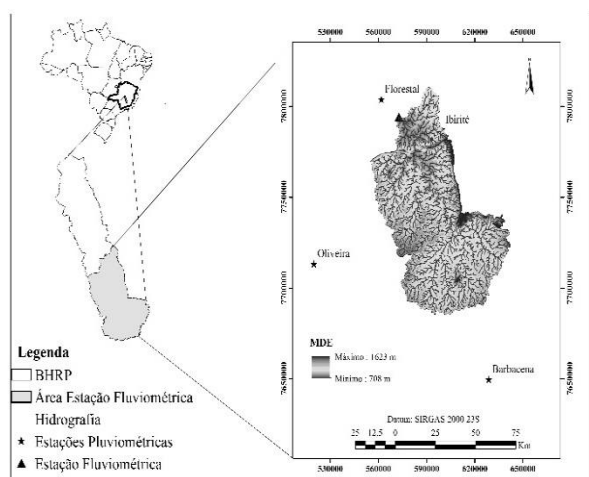 Legenda
BHRP
Área Estação Fluviométrica
Hidrografia
Estações Pluviométricas
Estação Fluviométrica
530000 560000 590000 620000 650000
7800000
7750000
7700000
7650000
Florestal
Ibirité
Oliveira
Barbacena
MDE
Máximo : 1623 m
Mínimo : 708 m
Datum: SIRGAS 2000 23S
25 12.5 0 25 50 75
Km
7800000
7750000
7700000
7650000
530000 560000 590000 620000 650000